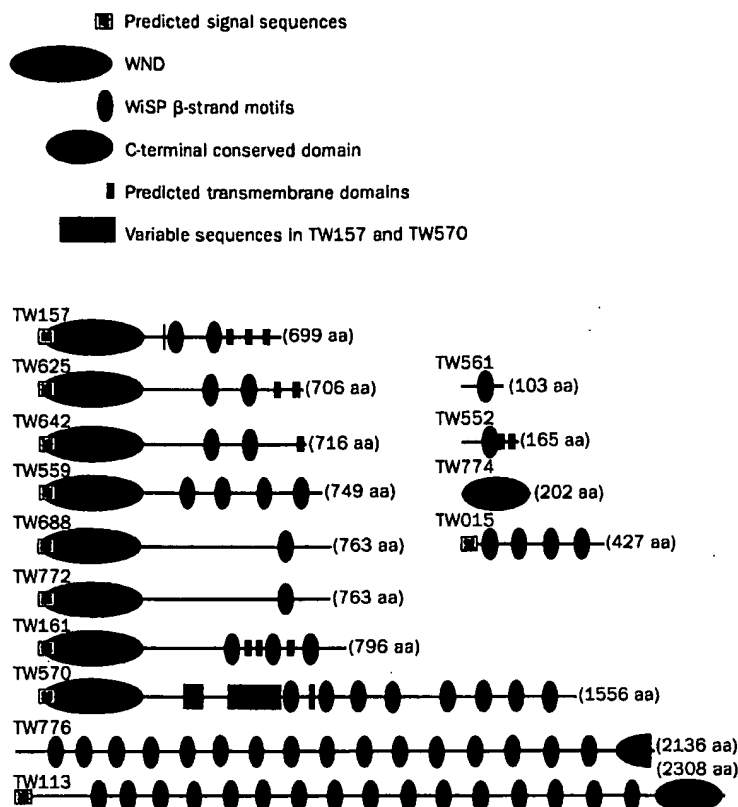 Predicted signal sequences
WND
WiSP β-strand motifs
C-terminal conserved domain
Predicted transmembrane domains
Variable sequences in TW157 and TW570
TW157
(699 aa)
TW625
(706 aa)
TW642
(716 aa)
TW559
(749 aa)
TW688
(763 aa)
TW772
(763 aa)
TW161
(796 aa)
TW570
(1556 aa)
TW776
(2136 aa)
(2308 aa)
TW113
TW561
(103 aa)
TW552
(165 aa)
TW774
(202 aa)
TW015
(427 aa)